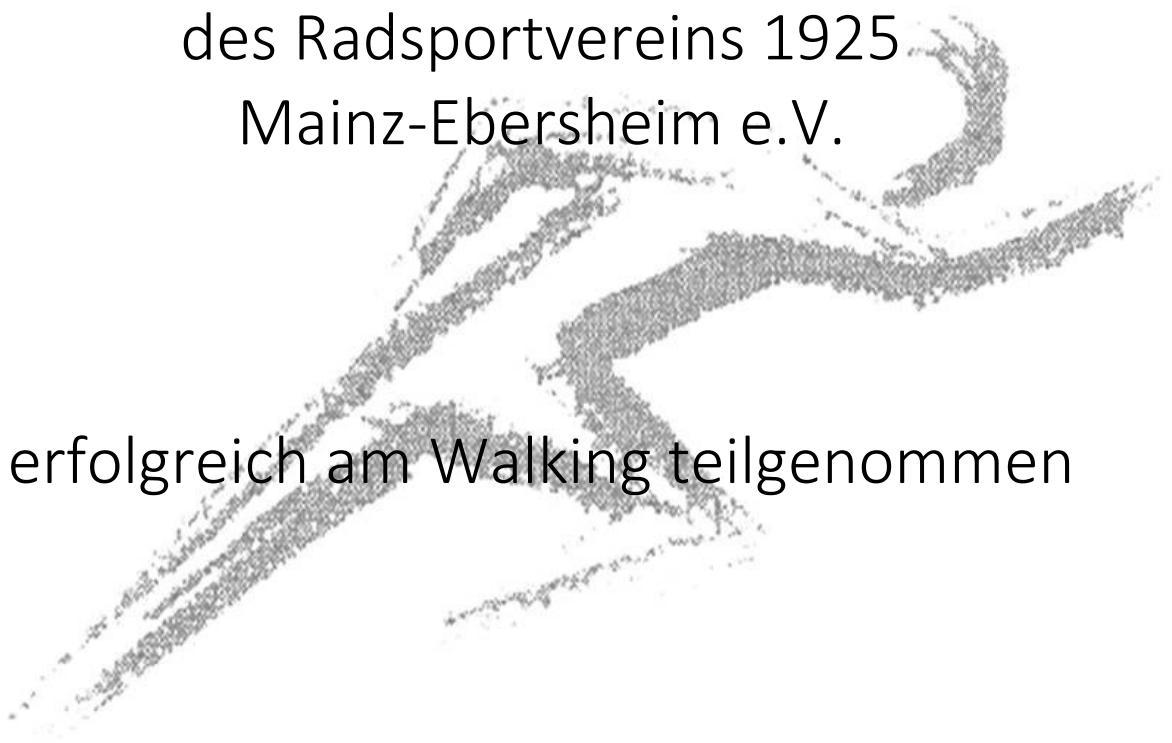 des Radsportvereins 1925
Mainz-Ebersheim e.V.
erfolgreich am Walking teilgenommen